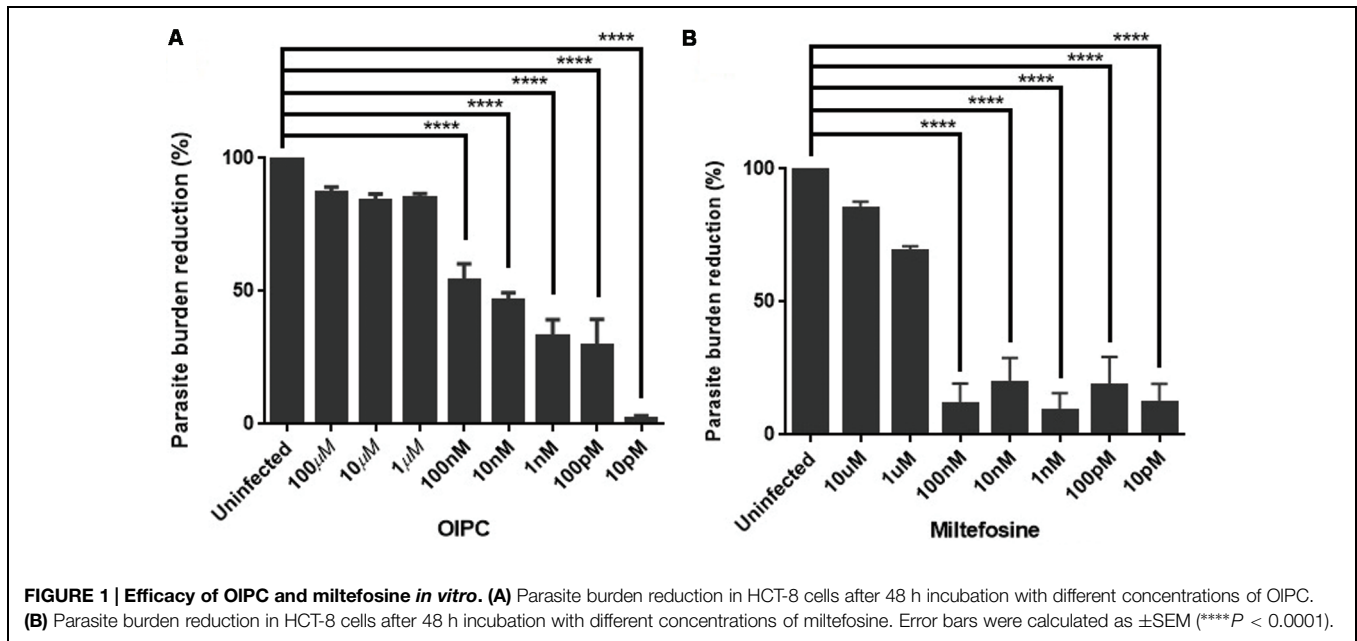 A
****
****
****
****
****
Parasite burden reduction (%)
100
50
0
Uninfected
100μM
10μM
1μM
100nM
10nM
1nM
100pM
10pM
OIPC
B
****
****
****
****
****
Parasite burden reduction (%)
100
50
0
Uninfected
10uM
1uM
100nM
10nM
1nM
100pM
10pM
Miltefosine
FIGURE 1 | Efficacy of OIPC and miltefosine in vitro. (A) Parasite burden reduction in HCT-8 cells after 48 h incubation with different concentrations of OIPC.
(B) Parasite burden reduction in HCT-8 cells after 48 h incubation with different concentrations of miltefosine. Error bars were calculated as ±SEM (****P < 0.0001).